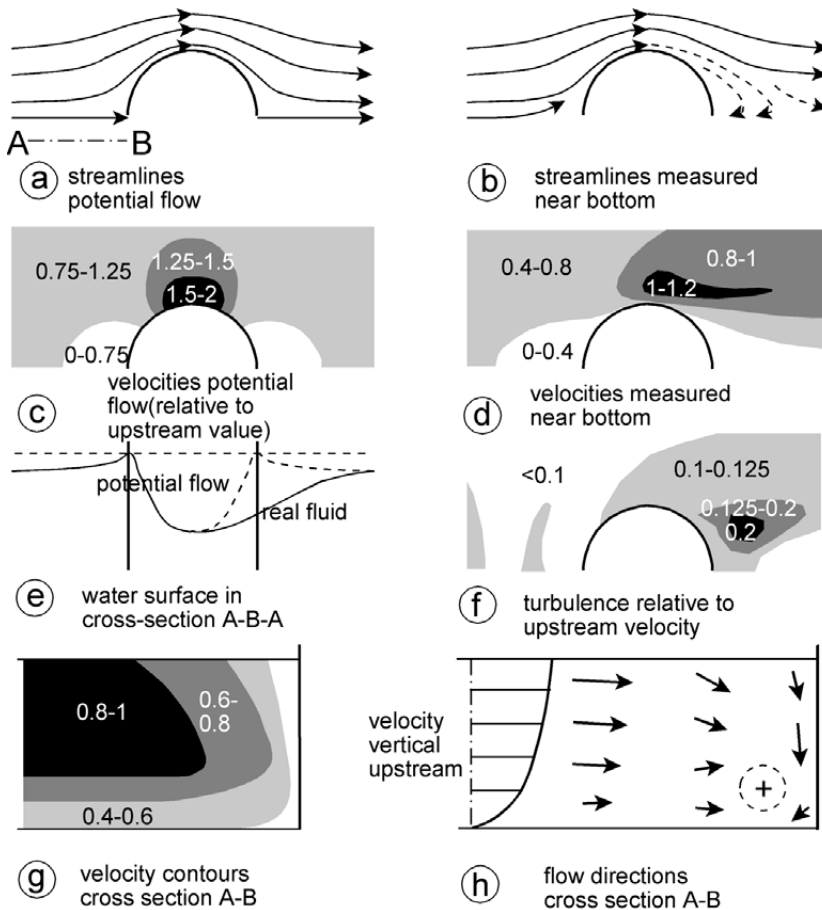 A B
a streamlines
potential flow
b streamlines measured
near bottom
0.75-1.25
1.25-1.5
1.5-2
0-0.75
0.4-0.8
0.8-1
1-1.2
0-0.4
c velocities potential
flow(relative to
upstream value)
d velocities measured
near bottom
potential flow
real fluid
<0.1
0.1-0.125
0.125-0.2
0.2
e water surface in
cross-section A-B-A
f turbulence relative to
upstream velocity
0.8-1
0.6-
0.8
0.4-0.6
velocity
vertical
upstream
+
g velocity contours
cross section A-B
h flow directions
cross section A-B